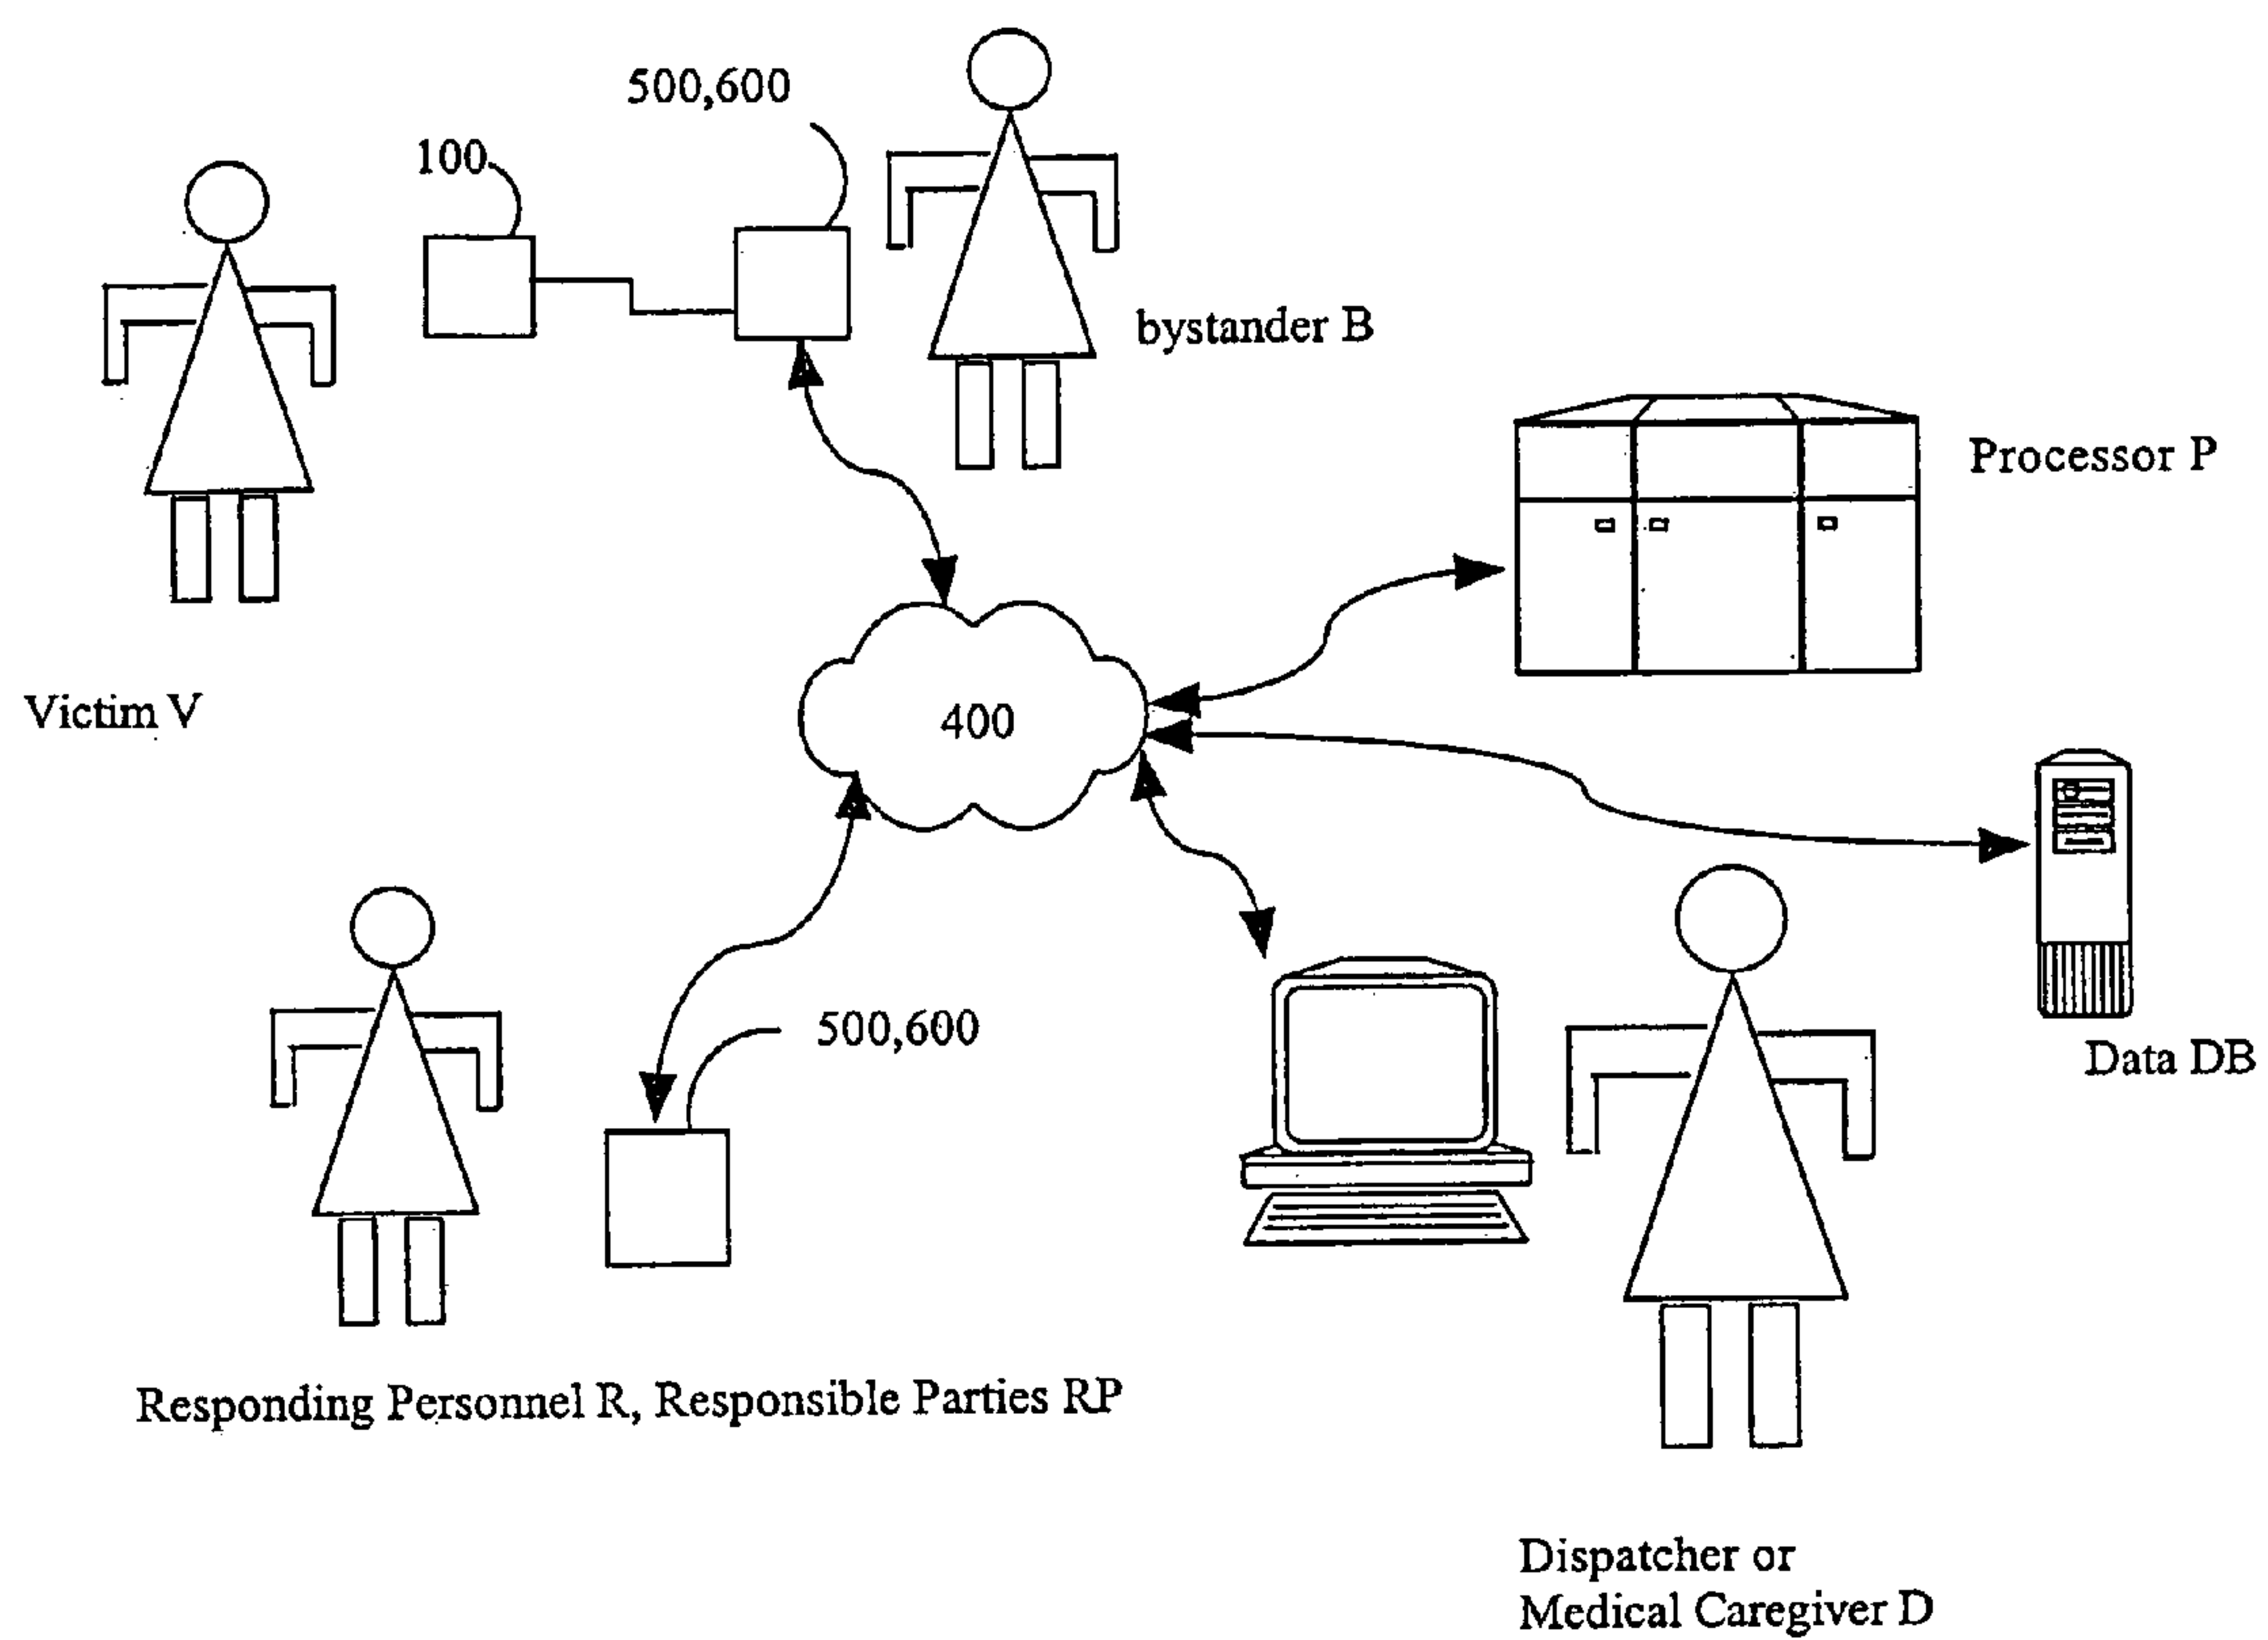 500,600
100
bystander B
Processor P
Victim V
400
500,600
Data DB
Responding Personnel R, Responsible Parties RP
Dispatcher or
Medical Caregiver D